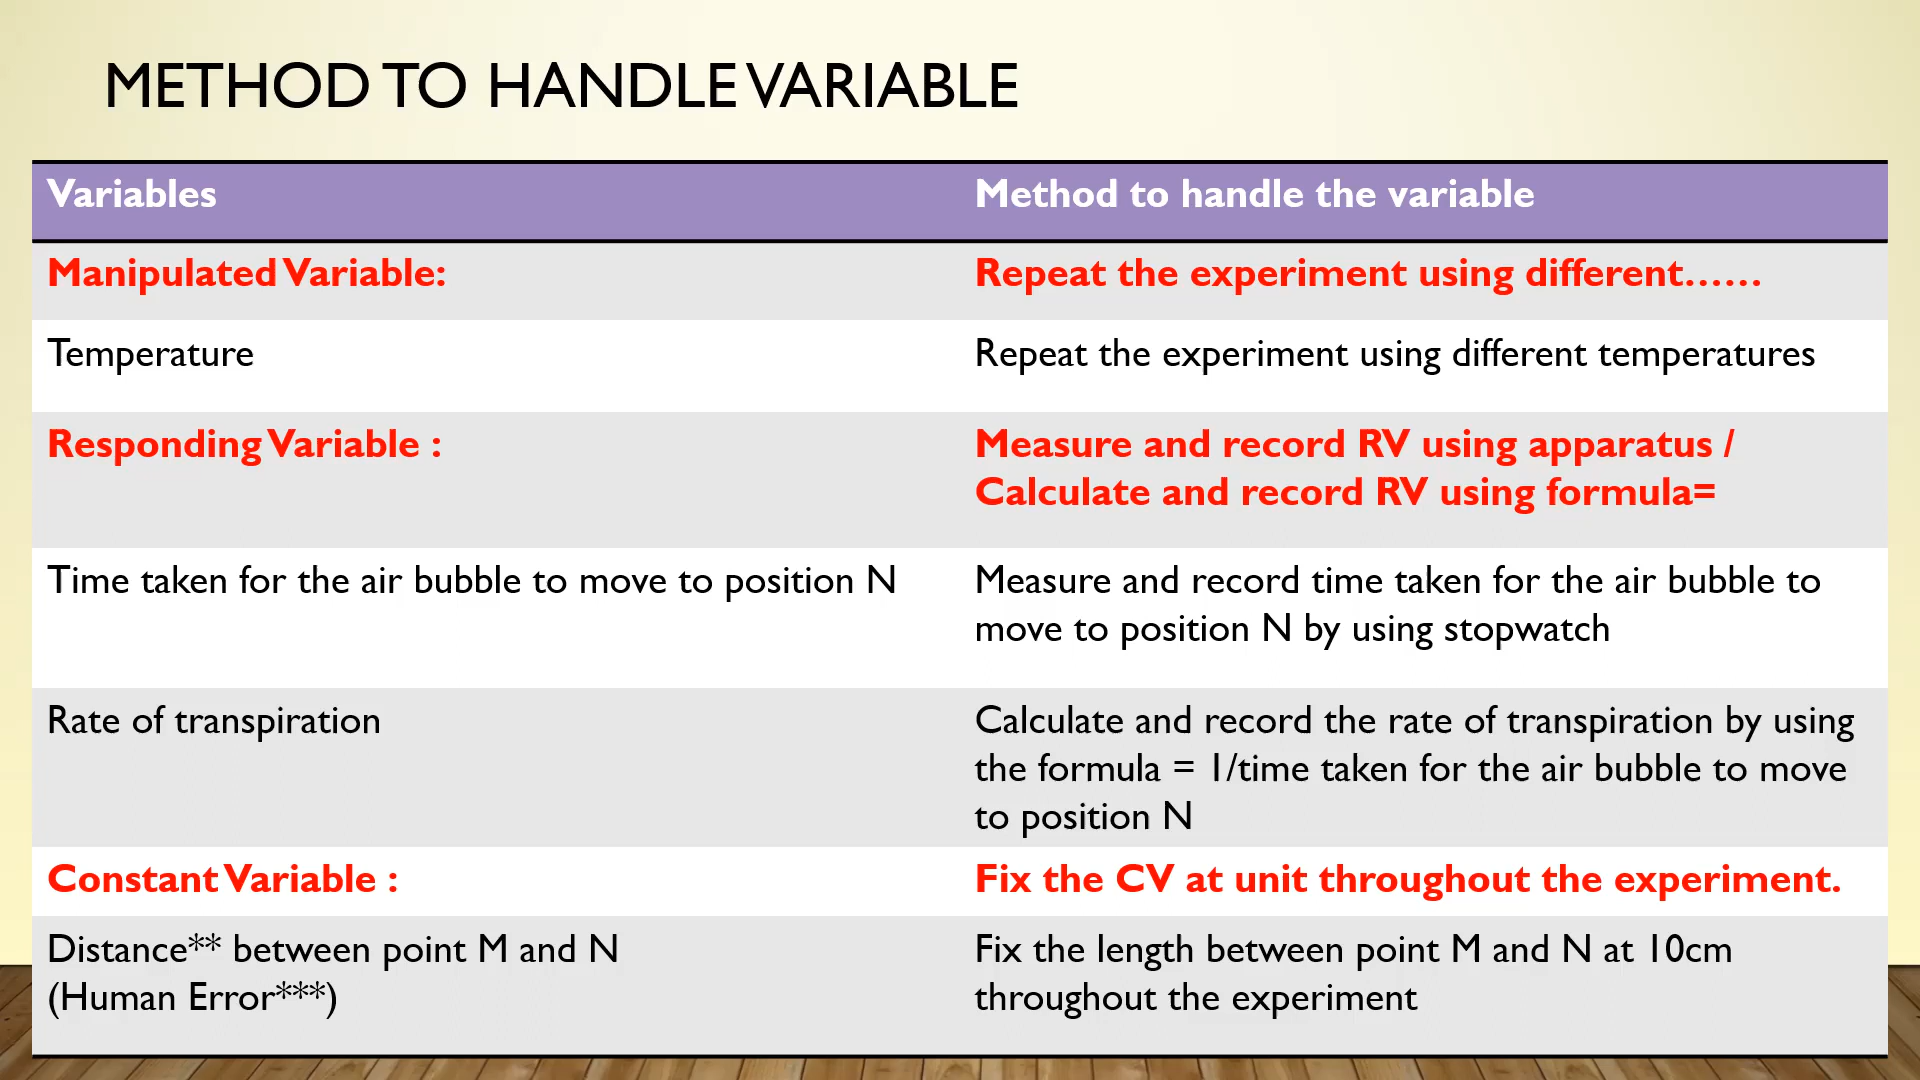 METHOD TO HANDLE VARIABLE
Variables
Method to handle the variable
Manipulated Variable:
Repeat the experiment using different......
Temperature
Repeat the experiment using different temperatures
Responding Variable :
Measure and record RV using apparatus /
Calculate and record RV using formula=
Time taken for the air bubble to move to position N
Measure and record time taken for the air bubble to
move to position N by using stopwatch
Rate of transpiration
Calculate and record the rate of transpiration by using
the formula = 1/time taken for the air bubble to move
to position N
Constant Variable :
Fix the CV at unit throughout the experiment.
Distance** between point M and N
(Human Error***)
Fix the length between point M and N at 10cm
throughout the experiment